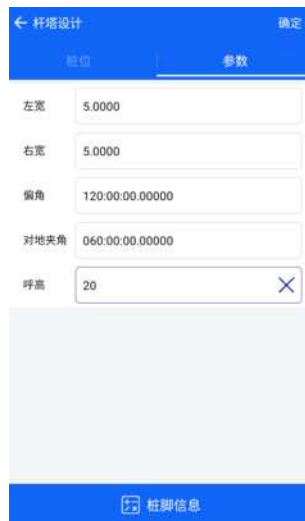 ← 杆塔设计 确定
桩位 参数
左宽 5.0000
右宽 5.0000
偏角 120:00:00.00000
对地夹角 060:00:00.00000
呼高 20
桩脚信息